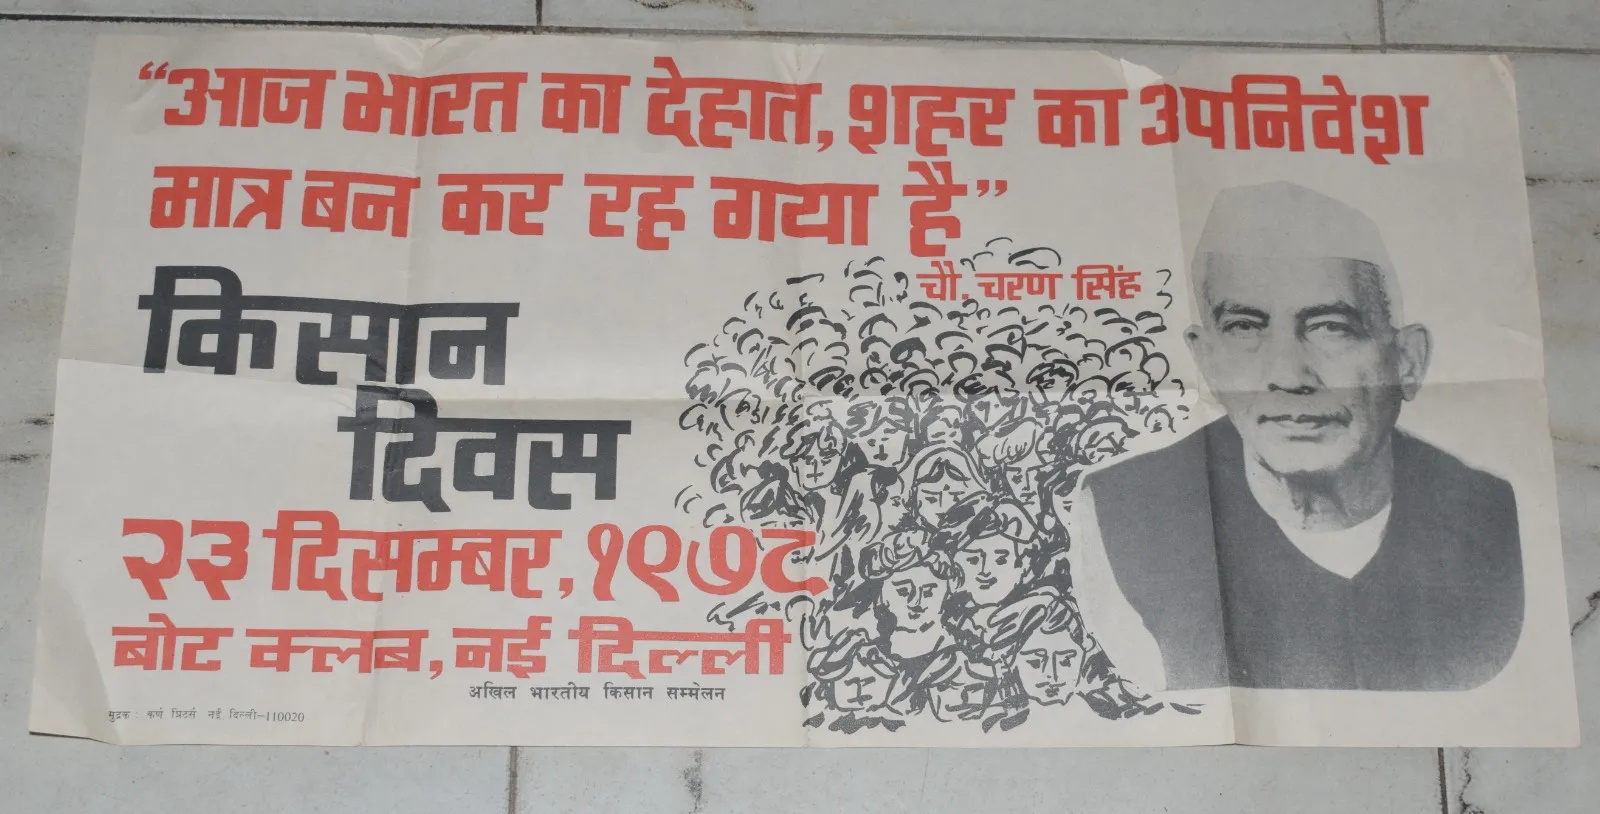 “आज भारत का देहात, शहर का उपनिवेश
मात्र बन कर रह गया है”
चौ. चरण सिंह
किसान
दिवस
२३ दिसम्बर, १९७८
बोट क्लब, नई दिल्ली
अखिल भारतीय किसान सम्मेलन
मुद्रक : कर्ण प्रिंटर्स नई दिल्ली-110020